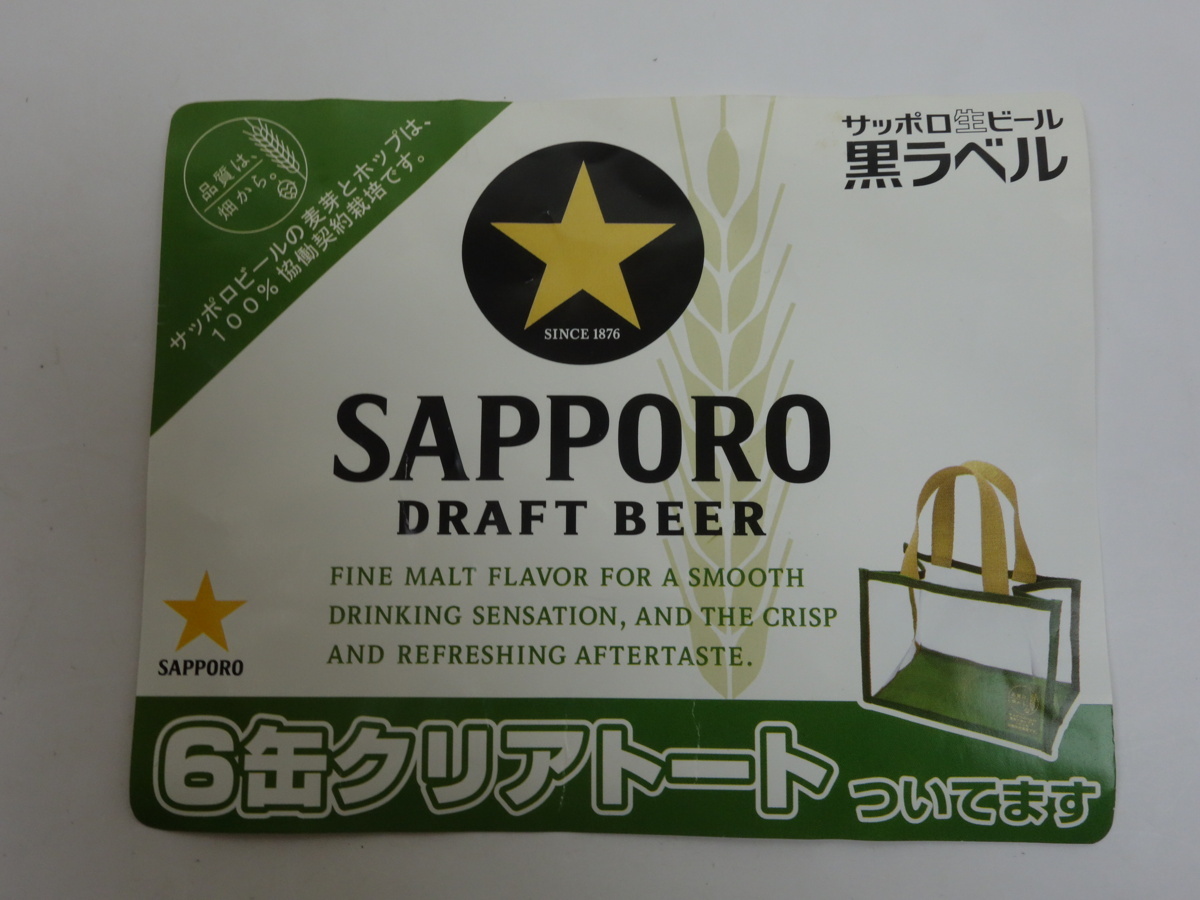 品質は、
畑から。
サッポロビールの麦芽とホップは、
100%協働契約栽培です。
サッポロ生ビール
黒ラベル
SINCE 1876
SAPPORO
DRAFT BEER
FINE MALT FLAVOR FOR A SMOOTH
DRINKING SENSATION, AND THE CRISP
AND REFRESHING AFTERTASTE.
SAPPORO
6缶クリアトート ついてます